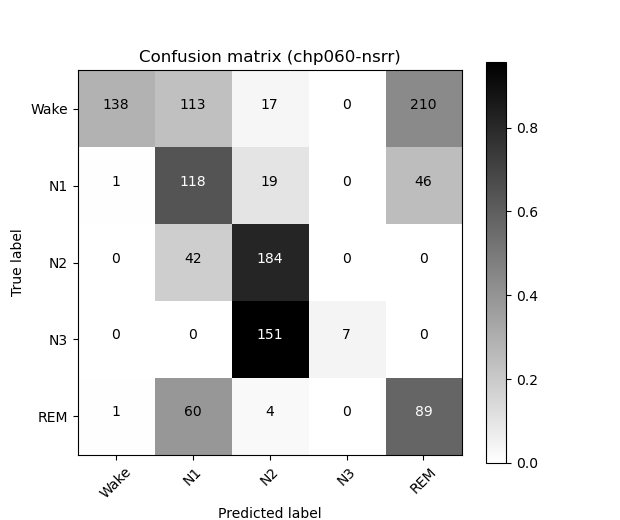 Confusion matrix (chp060-nsrr)
Wake 138 113 17 0 210
N1 1 118 19 0 46
N2 0 42 184 0 0
N3 0 0 151 7 0
REM 1 60 4 0 89
Wake N1 N2 N3 REM
True label
Predicted label
0.8
0.6
0.4
0.2
0.0